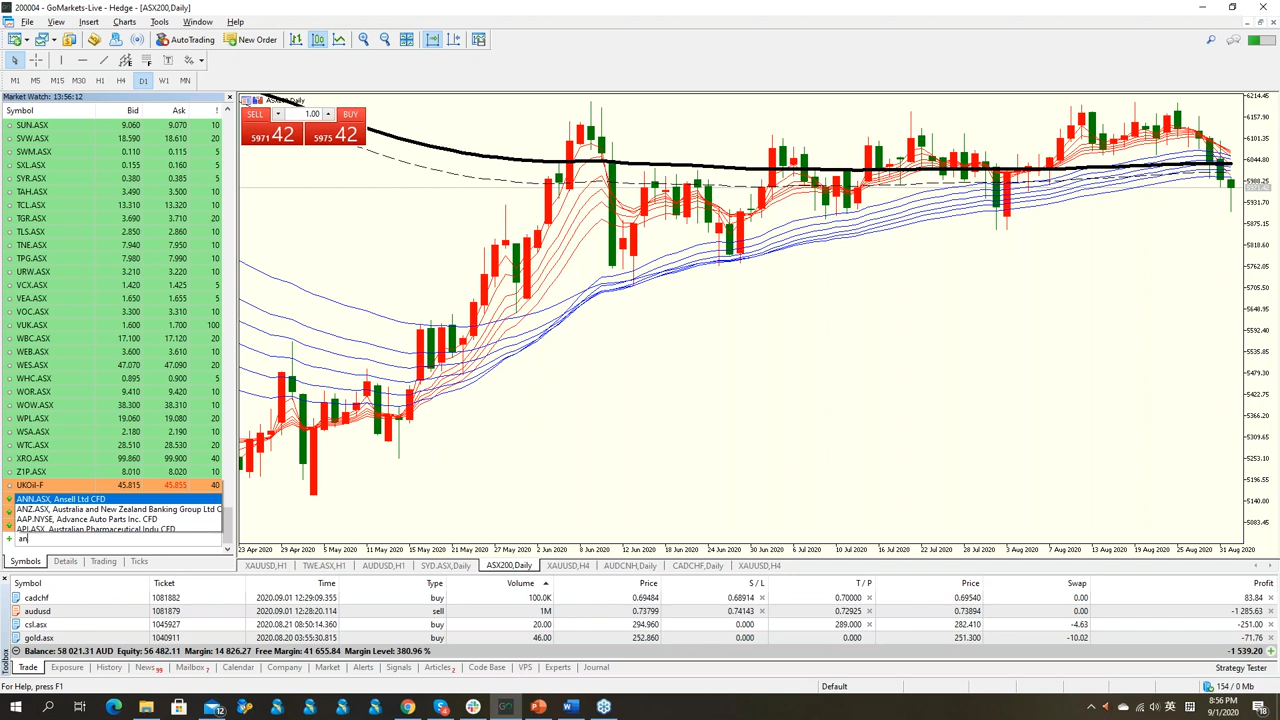 200004 - GoMarkets-Live - Hedge - [ASX200,Daily]
File View Insert Charts Tools Window Help
AutoTrading New Order
M1 M5 M15 M30 H1 H4 D1 W1 MN
Market Watch: 13:56:12
Symbol Bid Ask !
SUN.ASX 9.060 9.070 10
SVW.ASX 18.590 18.610 20
SWM.ASX 0.110 0.115 5
SXL.ASX 0.155 0.160 5
SYR.ASX 0.380 0.385 5
TAH.ASX 3.490 3.500 10
TCL.ASX 13.310 13.320 10
TGR.ASX 3.690 3.710 20
TLS.ASX 2.850 2.860 10
TNE.ASX 7.940 7.950 10
TPG.ASX 7.980 7.990 10
URW.ASX 3.210 3.220 10
VCX.ASX 1.420 1.425 5
VEA.ASX 1.650 1.655 5
VOC.ASX 3.300 3.310 10
VUK.ASX 1.600 1.700 100
WBC.ASX 17.100 17.120 20
WEB.ASX 3.600 3.610 10
WES.ASX 47.070 47.090 20
WHC.ASX 0.895 0.900 5
WOR.ASX 9.410 9.420 10
WOW.ASX 38.300 38.310 10
WPL.ASX 19.060 19.080 20
WSA.ASX 2.180 2.190 10
WTC.ASX 28.510 28.530 20
XRO.ASX 99.860 99.900 40
Z1P.ASX 8.010 8.020 10
UKOil-F 45.815 45.855 40
ANN.ASX, Ansell Ltd CFD
ANZ.ASX, Australia and New Zealand Banking Group Ltd C
AAP.NYSE, Advance Auto Parts Inc. CFD
API.ASX, Australian Pharmaceutical Indu CFD
an
Symbols Details Trading Ticks
SELL 1.00 BUY
5971 42 5975 42
6214.45
6157.90
6101.35
6044.80
5988.25
5931.70
5875.15
5818.60
5762.05
5705.50
5648.95
5592.40
5535.85
5479.30
5422.75
5366.20
5309.65
5253.10
5196.55
5140.00
5083.45
23 Apr 2020 29 Apr 2020 5 May 2020 11 May 2020 15 May 2020 21 May 2020 27 May 2020 2 Jun 2020 8 Jun 2020 12 Jun 2020 18 Jun 2020 24 Jun 2020 30 Jun 2020 6 Jul 2020 10 Jul 2020 16 Jul 2020 22 Jul 2020 28 Jul 2020 3 Aug 2020 7 Aug 2020 13 Aug 2020 19 Aug 2020 25 Aug 2020 31 Aug 2020
XAUUSD,H1 TWE.ASX,H1 AUDUSD,H1 SYD.ASX,Daily ASX200,Daily XAUUSD,H4 AUDCNH,Daily CADCHF,Daily XAUUSD,H4
Symbol Ticket Time Type Volume Price S / L T / P Price Swap Profit
cadchf 1081882 2020.09.01 12:29:09.355 buy 100.0K 0.69484 0.68914 0.70000 0.69540 0.00 83.84
audusd 1081879 2020.09.01 12:28:20.114 sell 1M 0.73799 0.74143 0.72925 0.73894 0.00 -1 285.63
csl.asx 1045927 2020.08.21 08:50:14.360 buy 20.00 294.960 0.000 289.000 282.410 -4.63 -251.00
gold.asx 1040911 2020.08.20 03:55:30.815 buy 46.00 252.860 0.000 0.000 251.300 -10.02 -71.76
Balance: 58 021.31 AUD Equity: 56 482.11 Margin: 14 826.27 Free Margin: 41 655.84 Margin Level: 380.96 % -1 539.20
Toolbox
Trade Exposure History News 99 Mailbox 7 Calendar Company Market Alerts Signals Articles 2 Code Base VPS Experts Journal Strategy Tester
For Help, press F1 Default 154 / 0 Mb
8:56 PM
9/1/2020
英 拼